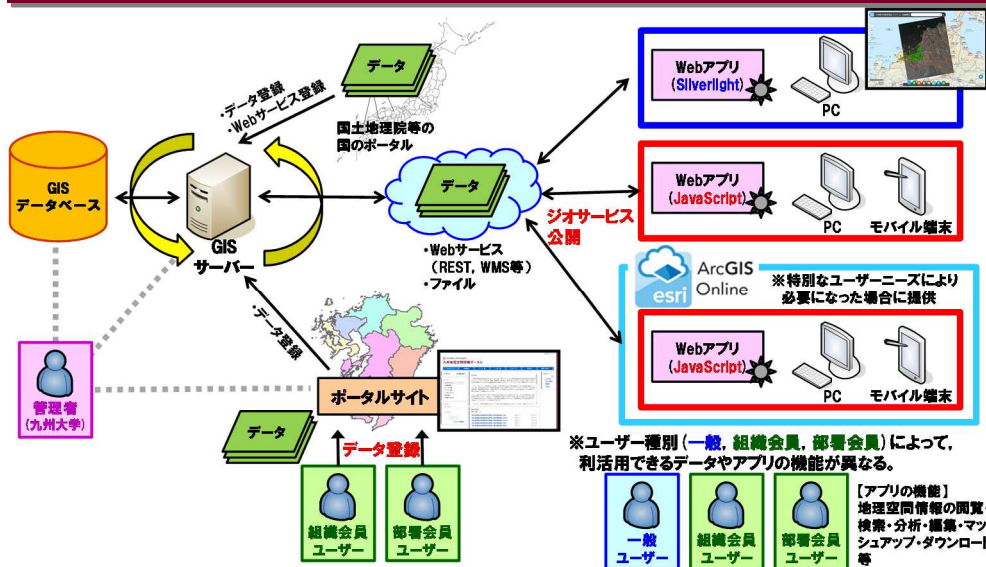 データ
・データ登録
・Webサービス登録
国土地理院等の
国のポータル
GIS
データベース
GIS
サーバー
データ
・Webサービス
(REST, WMS等)
・ファイル
ジオサービス
公開
Webアプリ
(Silverlight)
PC
Webアプリ
(JavaScript)
PC
モバイル端末
esri
ArcGIS
Online
※特別なユーザーニーズにより
必要になった場合に提供
Webアプリ
(JavaScript)
PC
モバイル端末
・データ登録
管理者
(九州大学)
ポータルサイト
データ
データ登録
組織会員
ユーザー
部署会員
ユーザー
※ユーザー種別(一般, 組織会員, 部署会員)によって,
利活用できるデータやアプリの機能が異なる。
一般
ユーザー
組織会員
ユーザー
部署会員
ユーザー
【アプリの機能】
地理空間情報の閲覧・
検索・分析・編集・マッ
シュアップ・ダウンロード
等